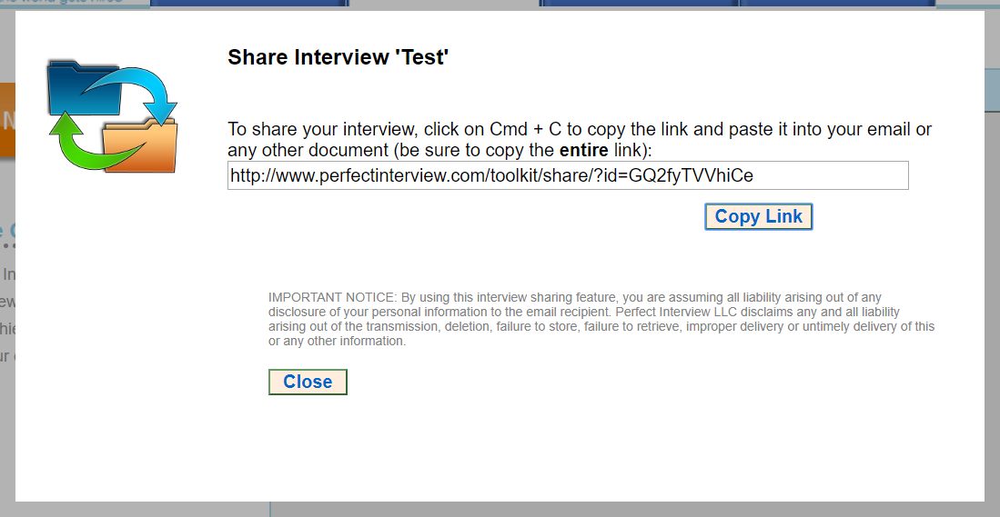 Share Interview 'Test'
To share your interview, click on Cmd + C to copy the link and paste it into your email or
any other document (be sure to copy the entire link):
http://www.perfectinterview.com/toolkit/share/?id=GQ2fyTVVhiCe
Copy Link
IMPORTANT NOTICE: By using this interview sharing feature, you are assuming all liability arising out of any
disclosure of your personal information to the email recipient. Perfect Interview LLC disclaims any and all liability
arising out of the transmission, deletion, failure to store, failure to retrieve, improper delivery or untimely delivery of this
or any other information.
Close